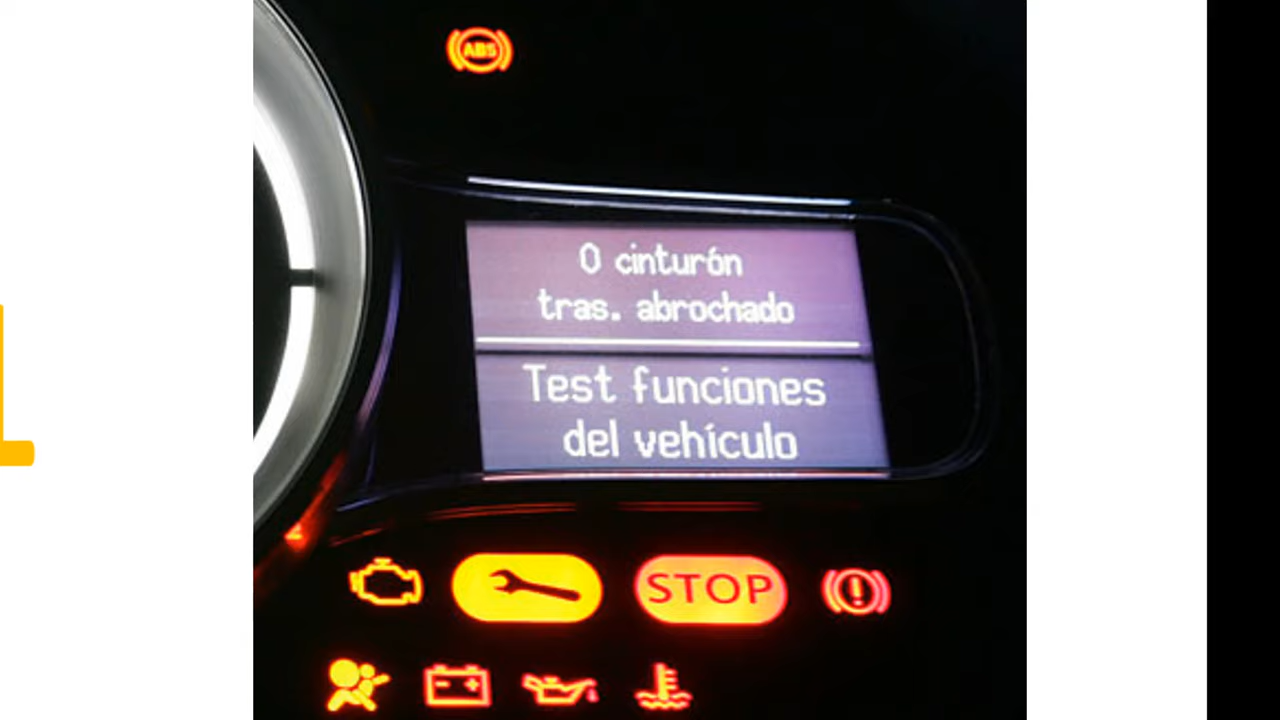 ABS
0 cinturón
tras. abrochado
Test funciones
del vehículo
STOP